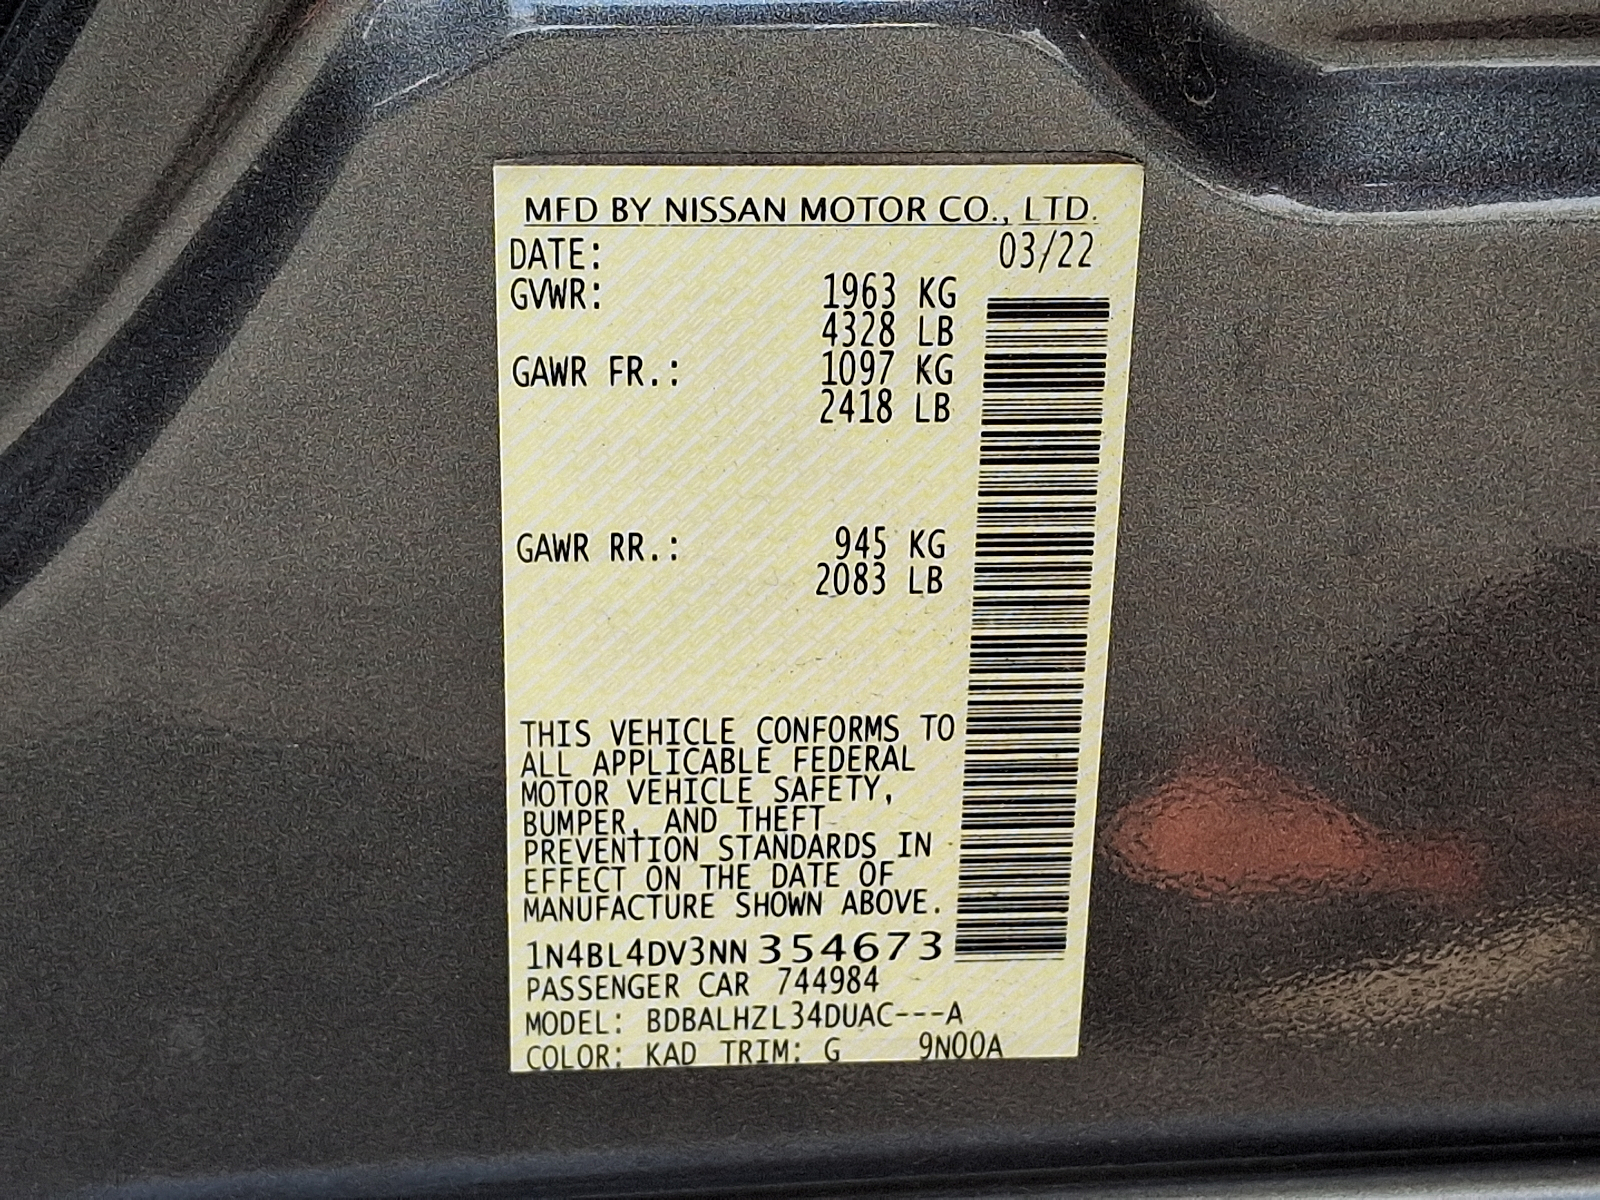 MFD BY NISSAN MOTOR CO., LTD.
DATE: 03/22
GVWR: 1963 KG
4328 LB
GAWR FR.: 1097 KG
2418 LB
GAWR RR.: 945 KG
2083 LB
THIS VEHICLE CONFORMS TO
ALL APPLICABLE FEDERAL
MOTOR VEHICLE SAFETY,
BUMPER, AND THEFT
PREVENTION STANDARDS IN
EFFECT ON THE DATE OF
MANUFACTURE SHOWN ABOVE.
1N4BL4DV3NN354673
PASSENGER CAR 744984
MODEL: BDBALHZL34DUAC---A
COLOR: KAD TRIM: G 9N00A